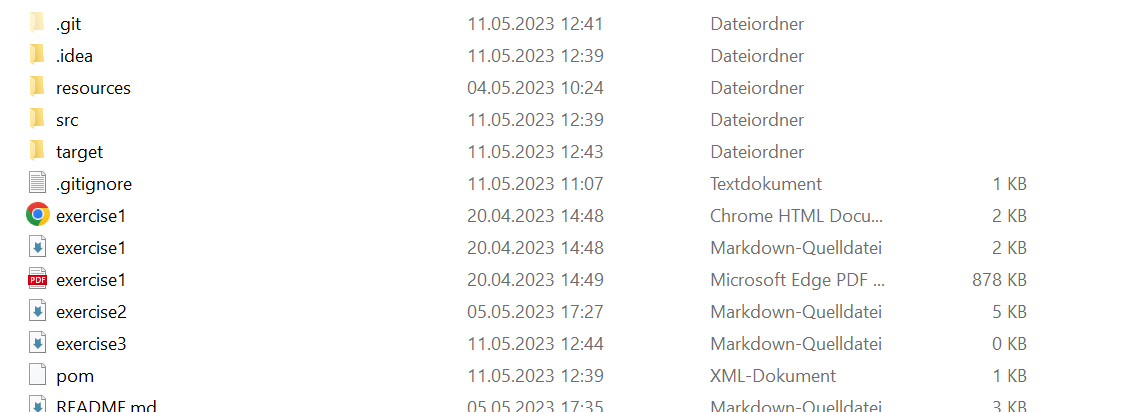 .git 11.05.2023 12:41 Dateiordner
.idea 11.05.2023 12:39 Dateiordner
resources 04.05.2023 10:24 Dateiordner
src 11.05.2023 12:39 Dateiordner
target 11.05.2023 12:43 Dateiordner
.gitignore 11.05.2023 11:07 Textdokument 1 KB
exercise1 20.04.2023 14:48 Chrome HTML Docu... 2 KB
exercise1 20.04.2023 14:48 Markdown-Quelldatei 2 KB
PDF exercise1 20.04.2023 14:49 Microsoft Edge PDF ... 878 KB
exercise2 05.05.2023 17:27 Markdown-Quelldatei 5 KB
exercise3 11.05.2023 12:44 Markdown-Quelldatei 0 KB
pom 11.05.2023 12:39 XML-Dokument 1 KB
README.md 05.05.2023 17:35 Markdown-Quelldatei 3 KB